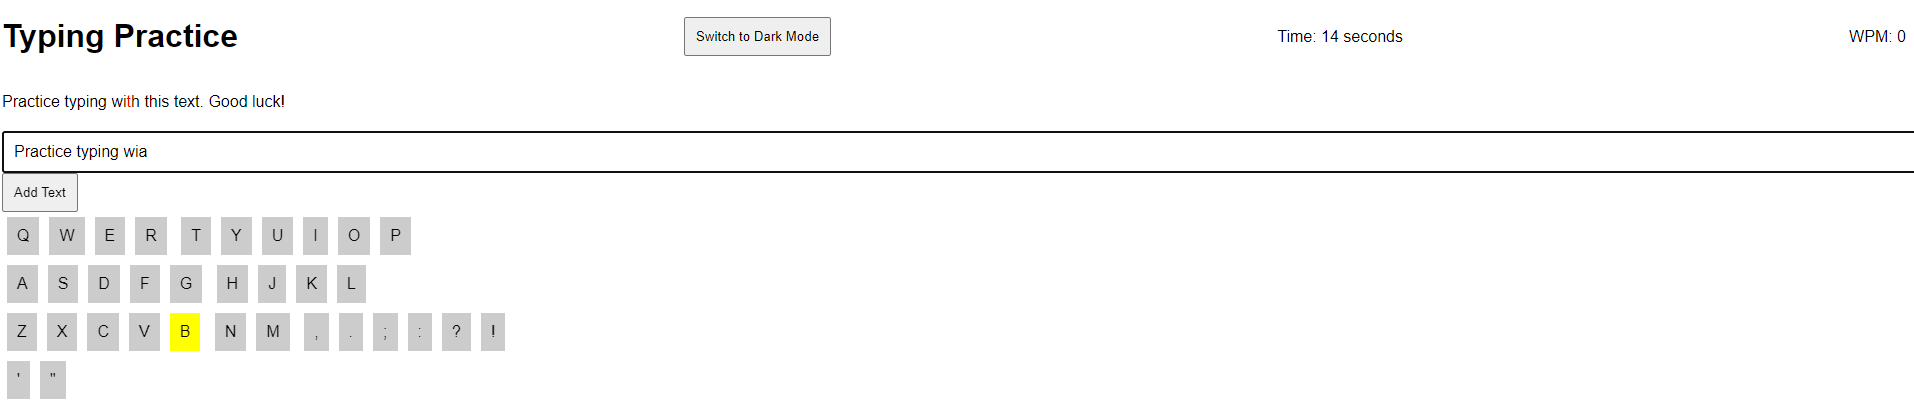 Typing Practice Switch to Dark Mode Time: 14 seconds WPM: 0
Practice typing with this text. Good luck!
Practice typing wia
Add Text
Q W E R T Y U I O P
A S D F G H J K L
Z X C V B N M , . ; : ? !
' "